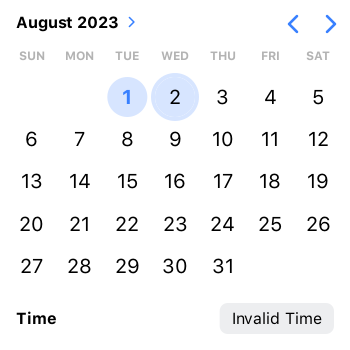 August 2023
SUN MON TUE WED THU FRI SAT
1 2 3 4 5
6 7 8 9 10 11 12
13 14 15 16 17 18 19
20 21 22 23 24 25 26
27 28 29 30 31
Time Invalid Time